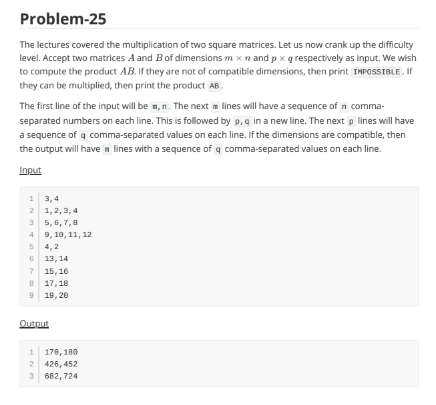 Problem-25
The lectures covered the multiplication of two square matrices. Let us now crank up the difficulty
level. Accept two matrices A and B of dimensions m × n and p × q respectively as input. We wish
to compute the product AB. If they are not of compatible dimensions, then print IMPOSSIBLE. If
they can be multiplied, then print the product AB.
The first line of the input will be m,n. The next m lines will have a sequence of n comma-
separated numbers on each line. This is followed by p,q in a new line. The next p lines will have
a sequence of q comma-separated values on each line. If the dimensions are compatible, then
the output will have m lines with a sequence of q comma-separated values on each line.
Input
1 3,4
2 1,2,3,4
3 5,6,7,8
4 9,10,11,12
5 4,2
6 13,14
7 15,16
8 17,18
9 19,20
Output
1 170,180
2 426,452
3 682,724